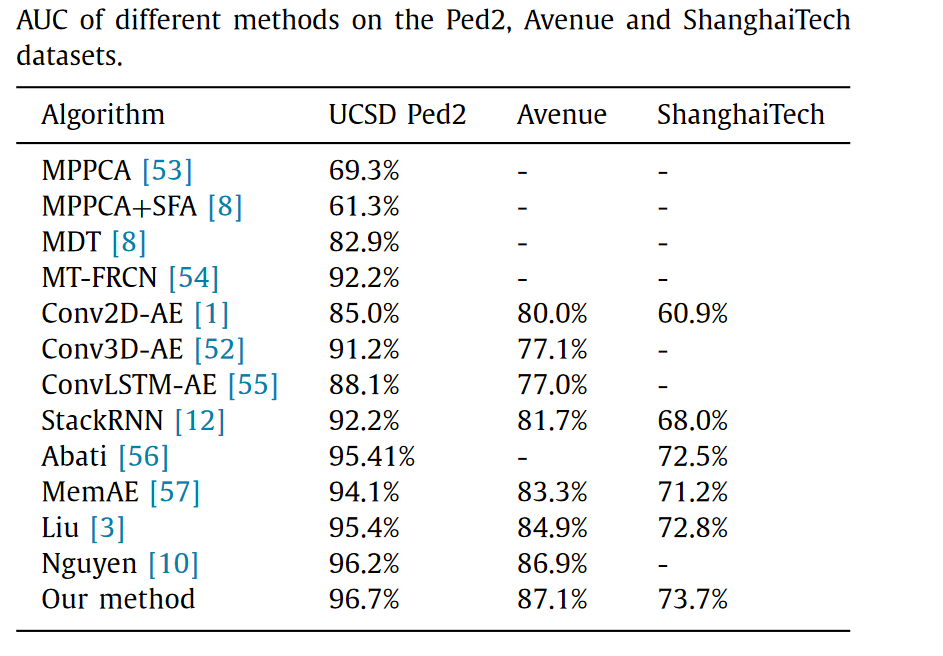 AUC of different methods on the Ped2, Avenue and ShanghaiTech
datasets.
Algorithm UCSD Ped2 Avenue ShanghaiTech
MPPCA [53] 69.3% - -
MPPCA+SFA [8] 61.3% - -
MDT [8] 82.9% - -
MT-FRCN [54] 92.2% - -
Conv2D-AE [1] 85.0% 80.0% 60.9%
Conv3D-AE [52] 91.2% 77.1% -
ConvLSTM-AE [55] 88.1% 77.0% -
StackRNN [12] 92.2% 81.7% 68.0%
Abati [56] 95.41% - 72.5%
MemAE [57] 94.1% 83.3% 71.2%
Liu [3] 95.4% 84.9% 72.8%
Nguyen [10] 96.2% 86.9% -
Our method 96.7% 87.1% 73.7%